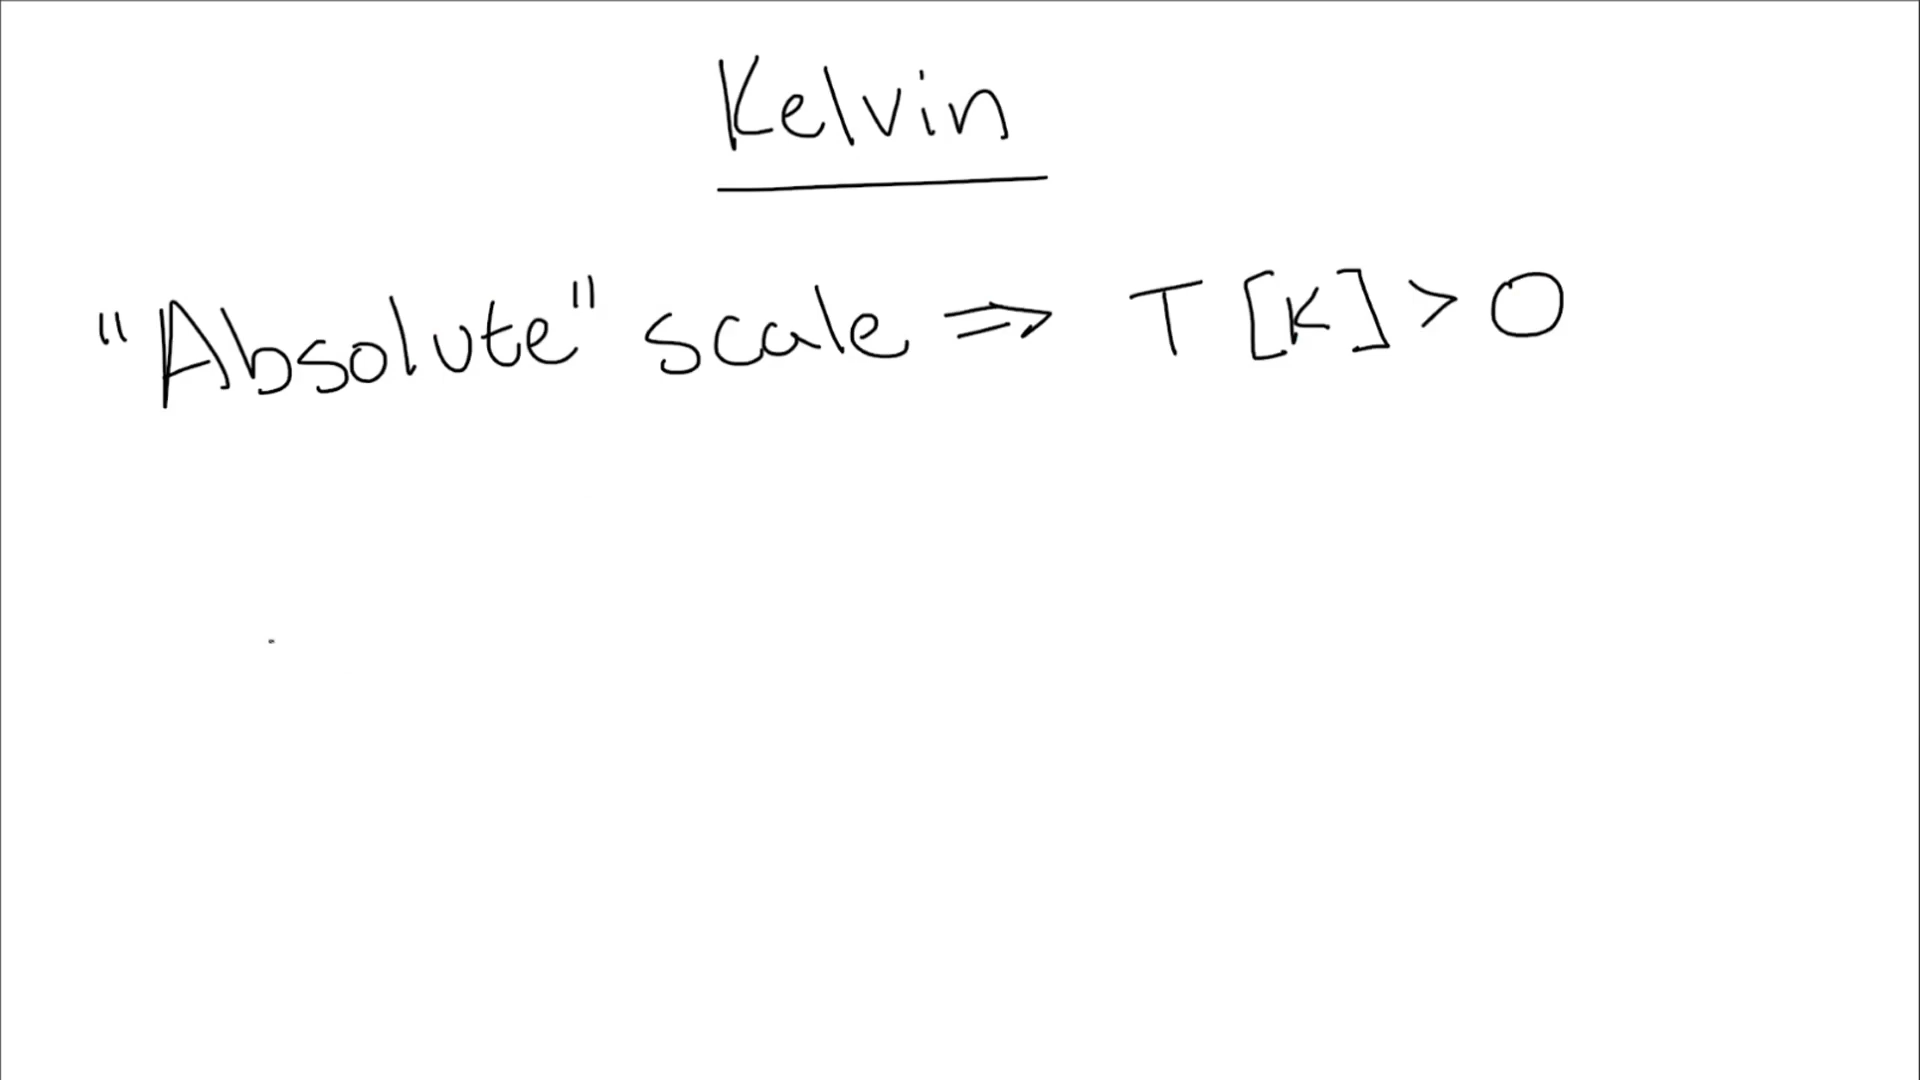 Kelvin
"Absolute" scale ⇒ T [K] > 0